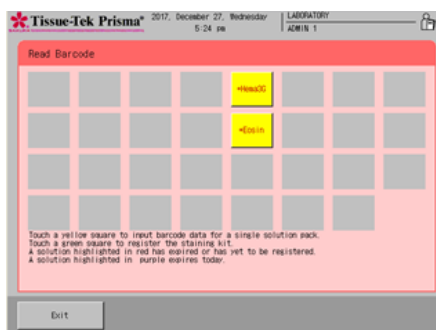 Tissue-Tek Prisma®
2017, December 27, Wednesday
5:24 pm
LABORATORY
ADMIN 1
Read Barcode
*Hema3G
*Eosin
Touch a yellow square to input barcode data for a single solution pack.
Touch a green square to register the staining kit.
A solution highlighted in red has expired or has yet to be registered.
A solution highlighted in purple expires today.
Exit